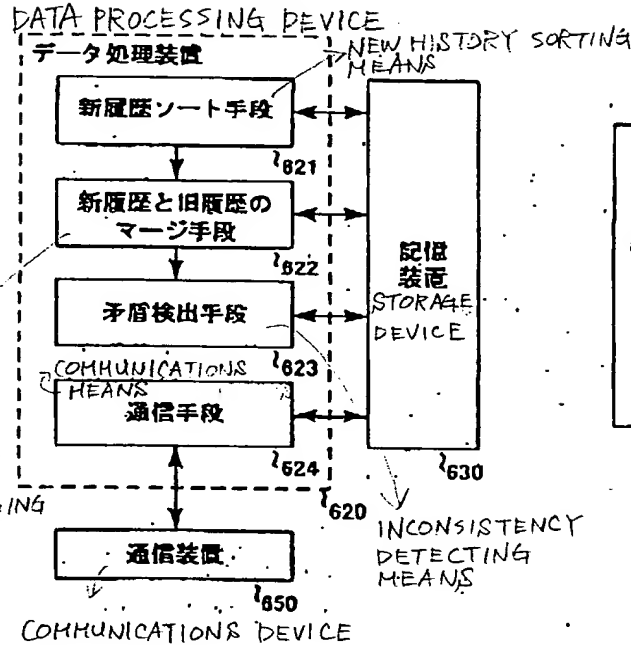 DATA PROCESSING DEVICE
データ処理装置
NEW HISTORY SORTING
MEANS
新履歴ソート手段
621
新履歴と旧履歴の
マージ手段
622
記憶
装置
STORAGE
DEVICE
矛盾検出手段
623
COMMUNICATIONS
MEANS
通信手段
624
630
620
ING
INCONSISTENCY
DETECTING
MEANS
通信装置
650
COMMUNICATIONS DEVICE